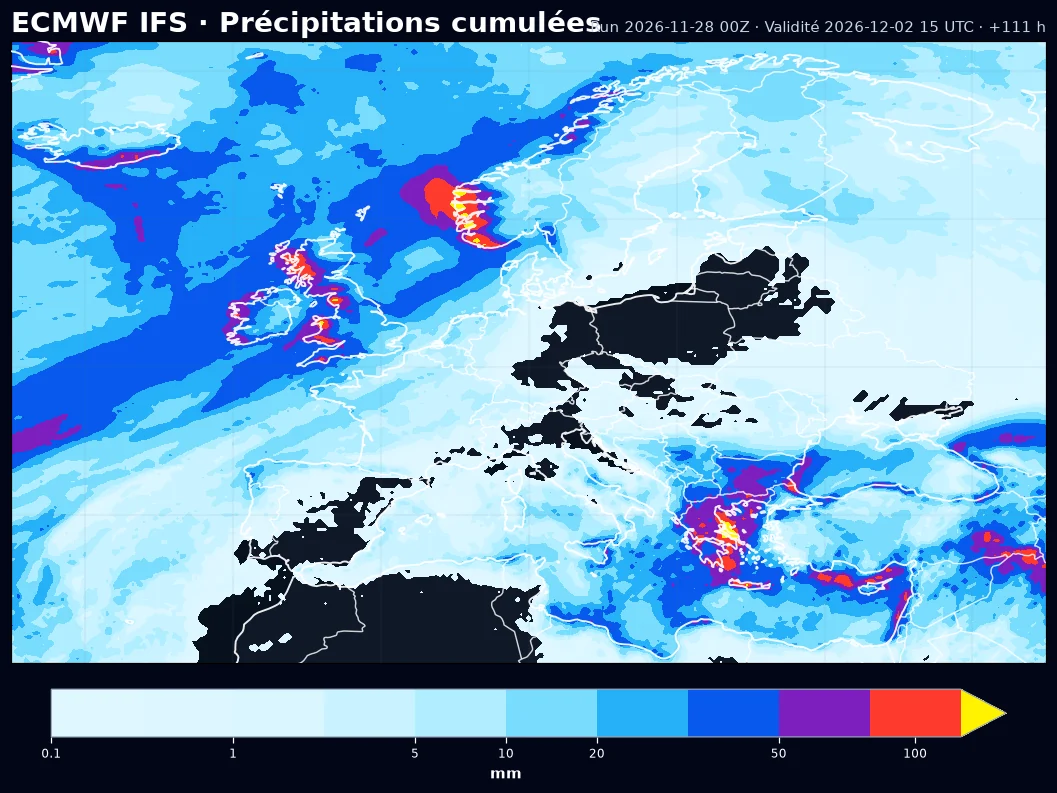 ECMWF IFS · Précipitations cumulées
Run 2026-11-28 00Z · Validité 2026-12-02 15 UTC · +111 h
0.1 1 5 10 20 50 100
mm